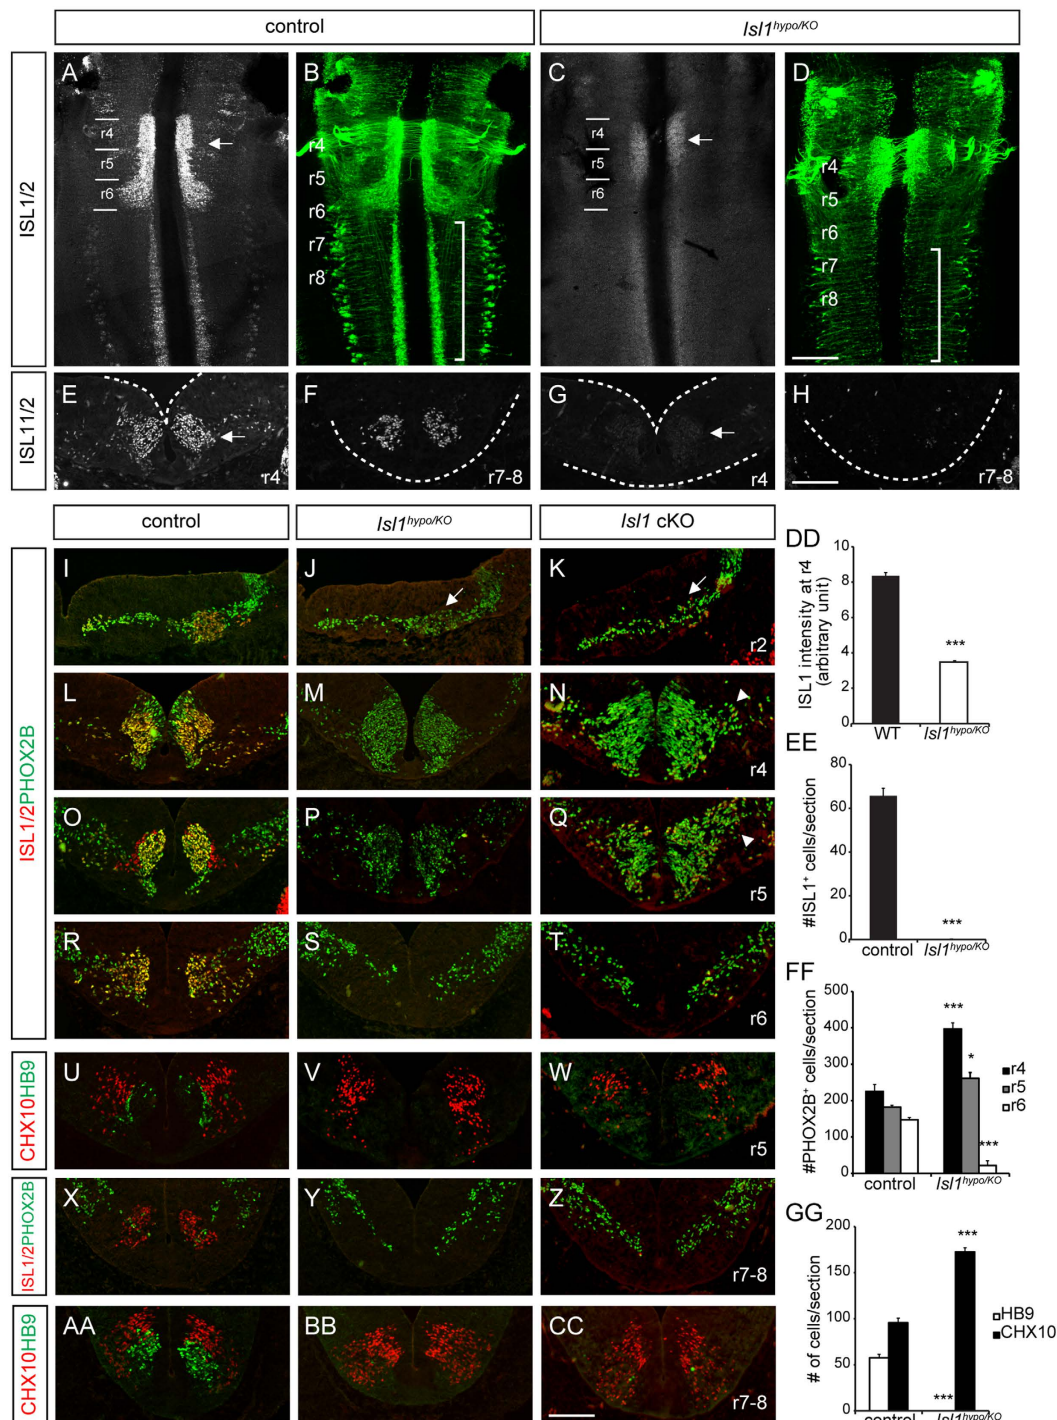 control
Isl1hypo/KO
ISL1/2
A
r4
r5
r6
B
r4
r5
r6
r7
r8
C
r4
r5
r6
D
r4
r5
r6
r7
r8
ISL11/2
E
r4
F
r7-8
G
r4
H
r7-8
control
Isl1hypo/KO
Isl1 cKO
ISL1/2PHOX2B
I
J
K
r2
L
M
N
r4
O
P
Q
r5
R
S
T
r6
CHX10HB9
U
V
W
r5
ISL1/2PHOX2B
X
Y
Z
r7-8
CHX10HB9
AA
BB
CC
r7-8
DD
ISL1 intensity at r4
(arbitrary unit)
10
8
6
4
2
0
***
WT
Isl1hypo/KO
EE
#ISL1+ cells/section
80
60
40
20
0
***
control
Isl1hypo/KO
FF
#PHOX2B+ cells/section
500
400
300
200
100
0
***
*
***
r4
r5
r6
control
Isl1hypo/KO
GG
# of cells/section
200
150
100
50
0
***
***
HB9
CHX10
control
Isl1hypo/KO